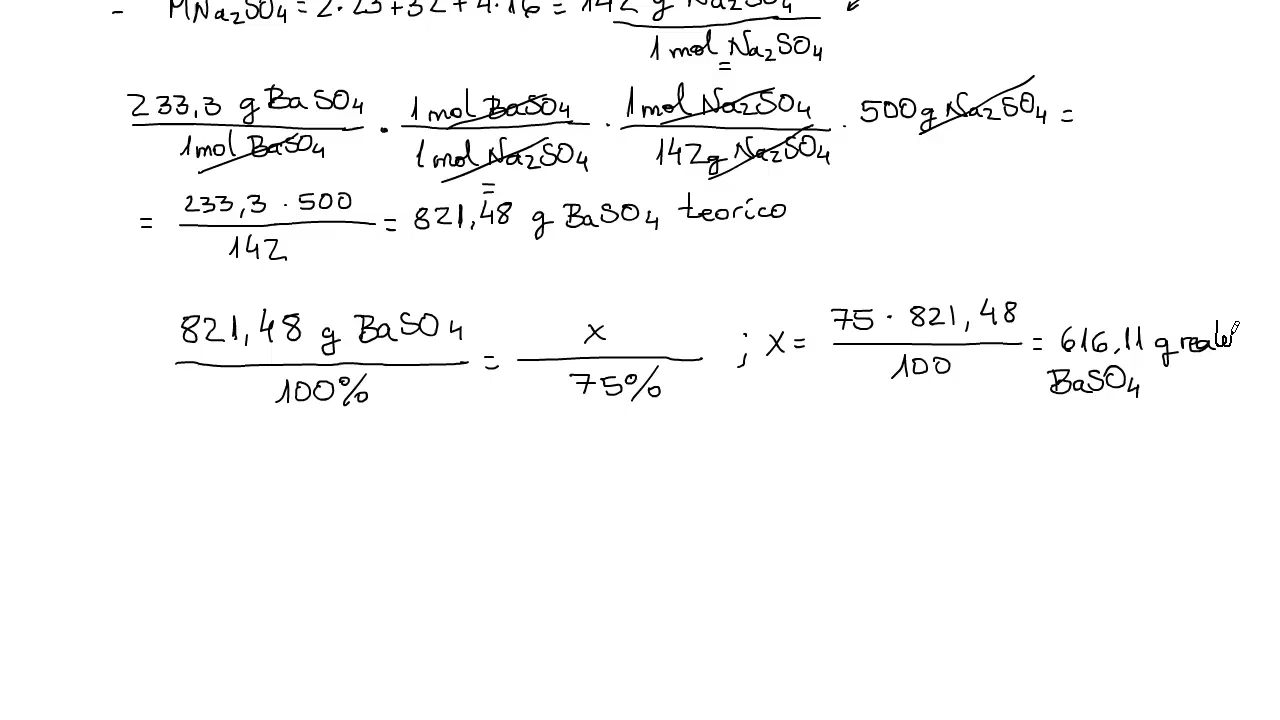 - MNa₂SO₄ = 2·23+32+4·16 = 142 g Na₂SO₄ / 1 mol Na₂SO₄
233,3 g BaSO₄ / 1 mol BaSO₄ · 1 mol BaSO₄ / 1 mol Na₂SO₄ · 1 mol Na₂SO₄ / 142 g Na₂SO₄ · 500 g Na₂SO₄ =
= 233,3 · 500 / 142 = 821,48 g BaSO₄ teorico
821,48 g BaSO₄ / 100% = x / 75% ; x = 75 · 821,48 / 100 = 616,11 g reales
BaSO₄